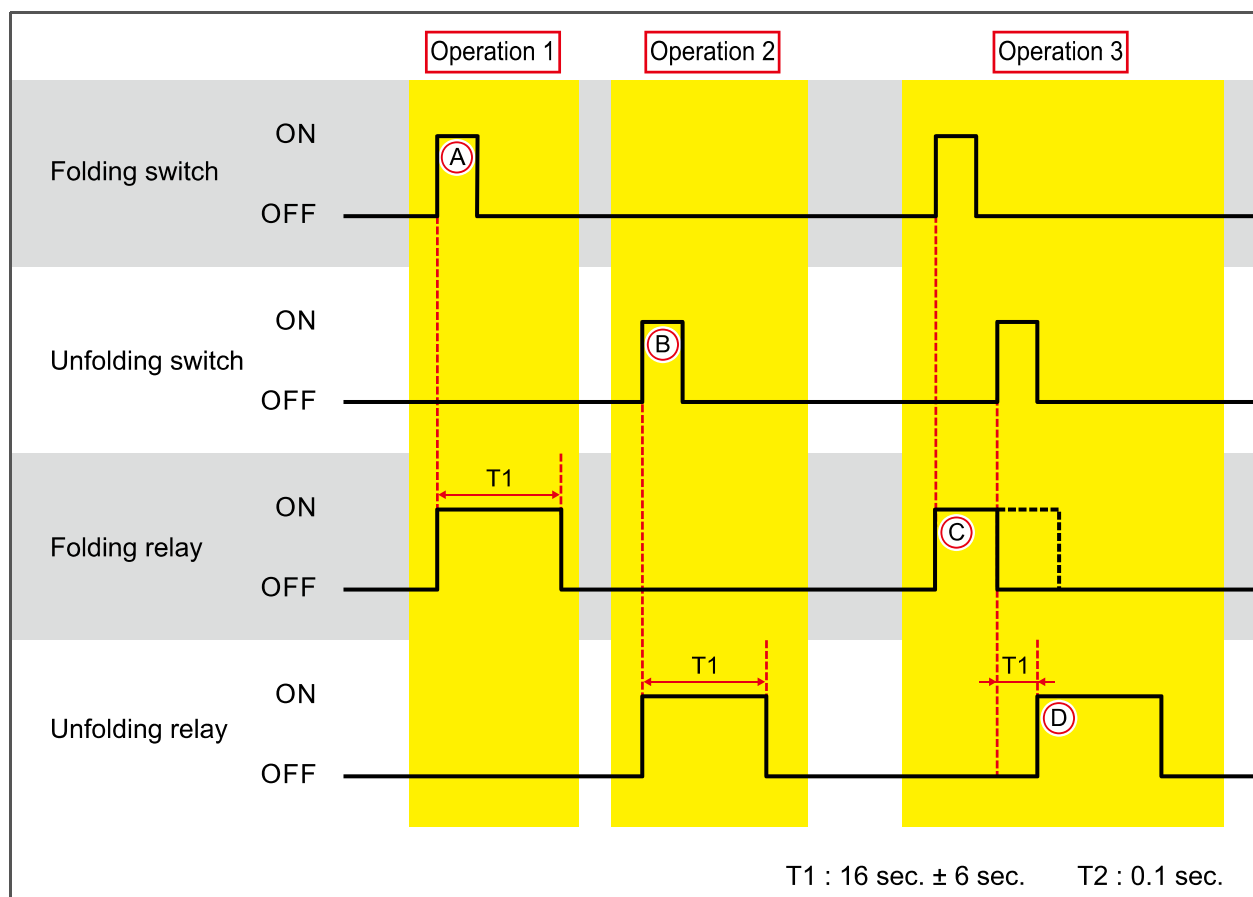 Operation 1
Operation 2
Operation 3
Folding switch
ON
OFF
A
Unfolding switch
ON
OFF
B
Folding relay
ON
OFF
T1
C
Unfolding relay
ON
OFF
T1
T1
D
T1 : 16 sec. ± 6 sec. T2 : 0.1 sec.